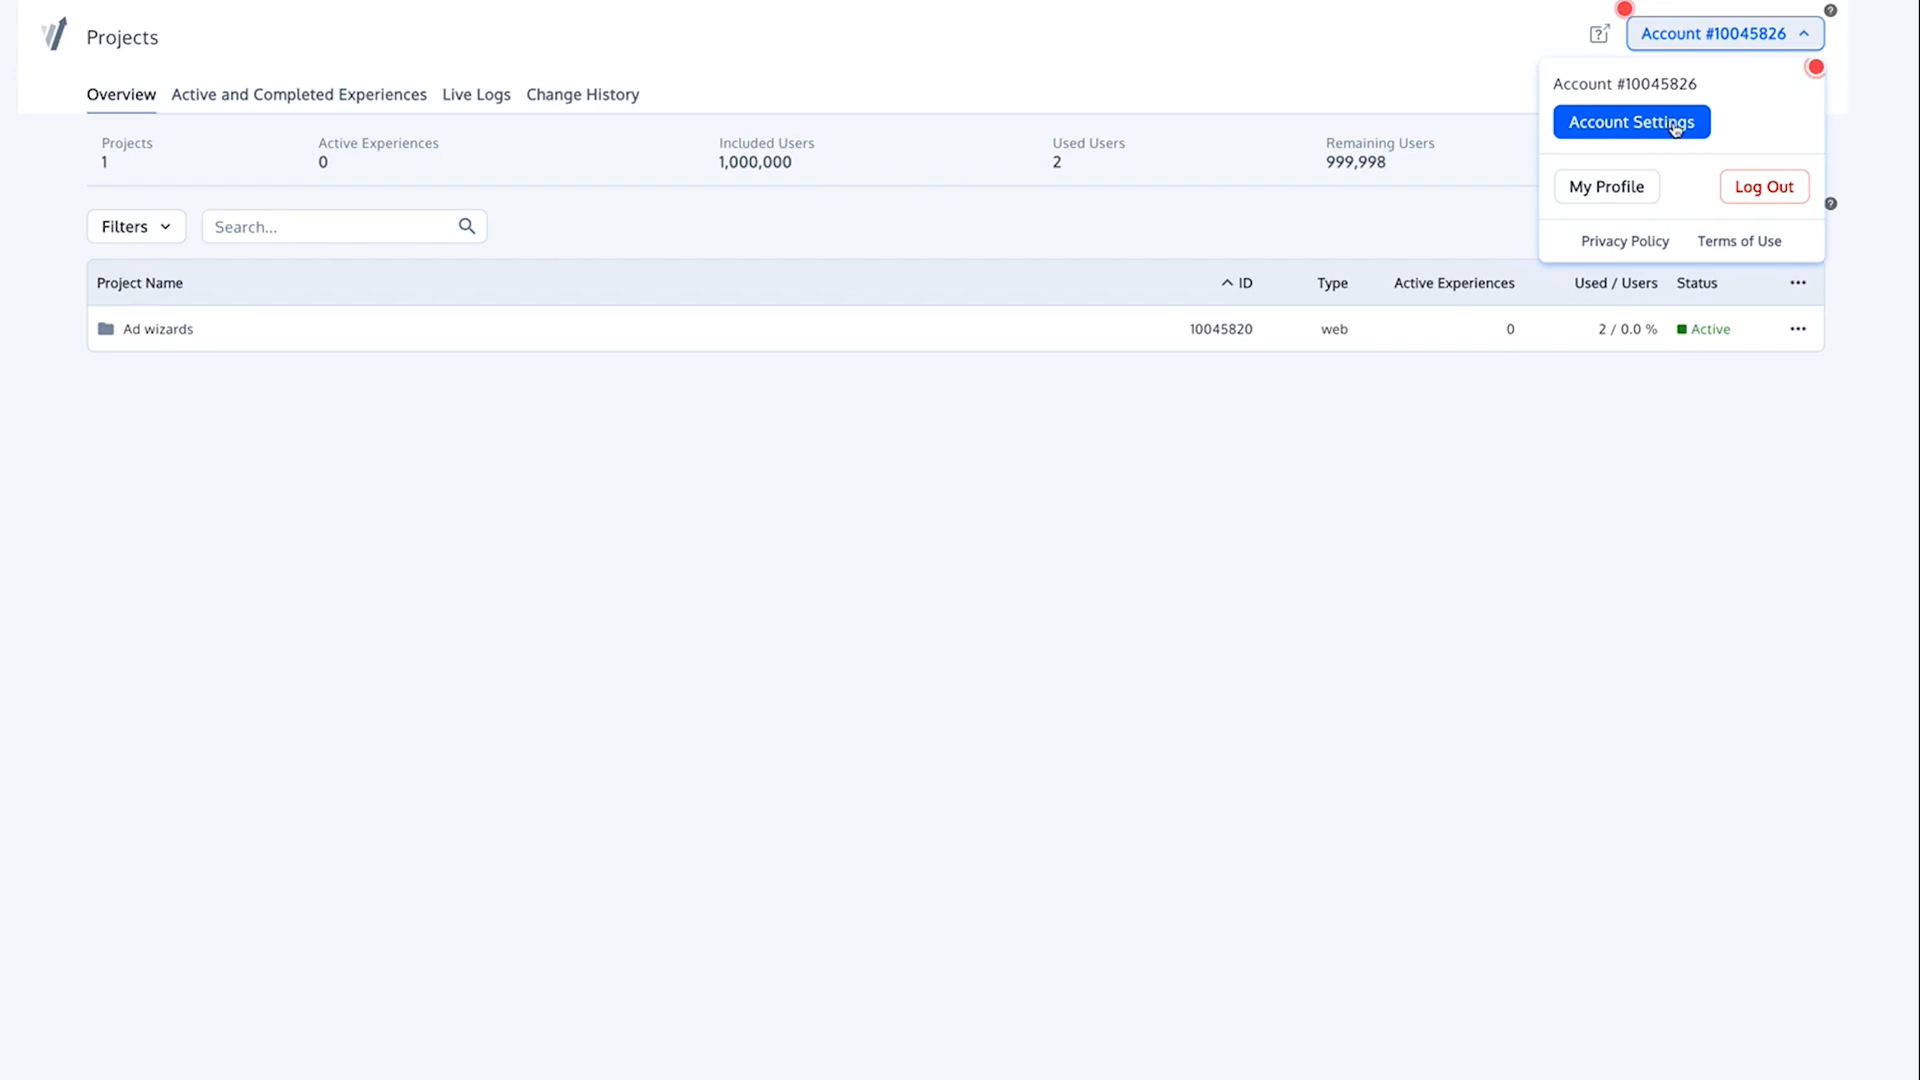 Projects
Account #10045826
Account #10045826
Account Settings
My Profile
Log Out
Privacy Policy
Terms of Use
Overview
Active and Completed Experiences
Live Logs
Change History
Projects
1
Active Experiences
0
Included Users
1,000,000
Used Users
2
Remaining Users
999,998
Filters
Search...
Project Name
ID
Type
Active Experiences
Used / Users
Status
Ad wizards
10045820
web
0
2 / 0.0 %
Active